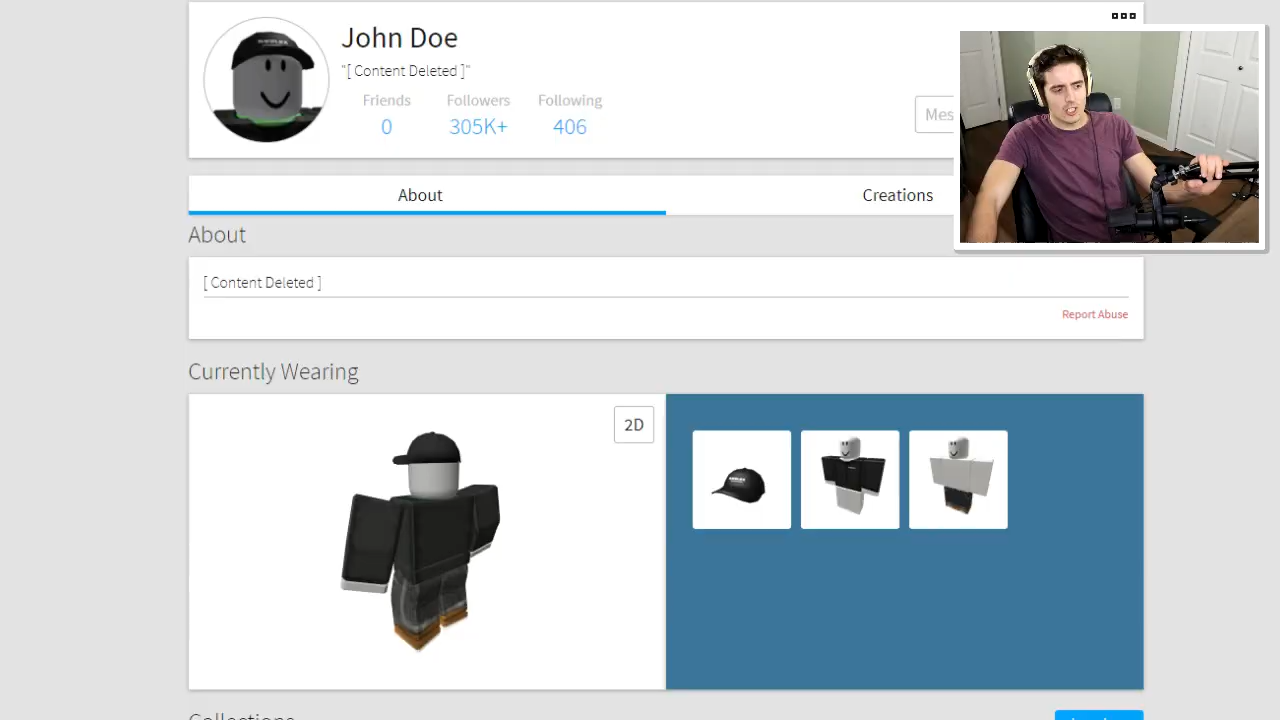 John Doe
"[ Content Deleted ]"
Friends Followers Following
0 305K+ 406
About Creations
About
[ Content Deleted ]
Report Abuse
Currently Wearing
2D